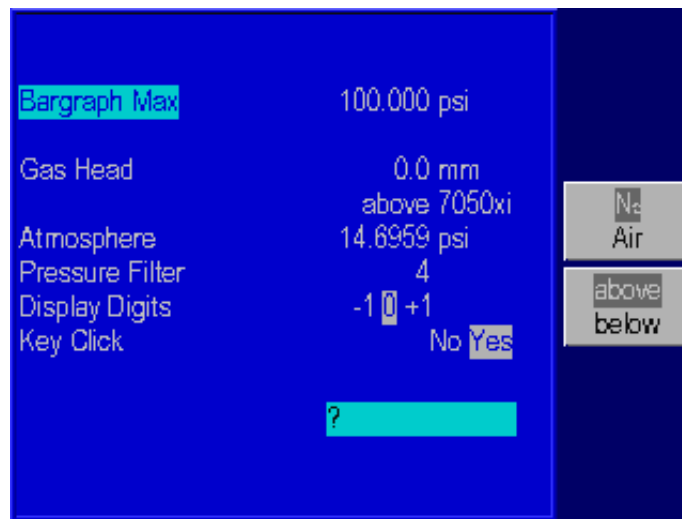 Bargraph Max 100.000 psi
Gas Head 0.0 mm
above 7050xi
Atmosphere 14.6959 psi
Pressure Filter 4
Display Digits -1 0 +1
Key Click No Yes
?
N₂
Air
above
below